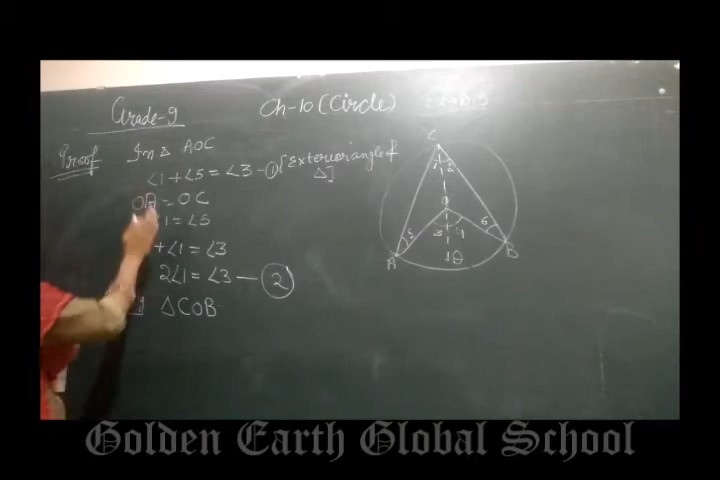 Grade-9 Ch-10 (Circle)
Proof In △ AOC
∠1 + ∠5 = ∠3 - ① [Exterior angle of △]
OA = OC
1 = ∠5
+ ∠1 = ∠3
2∠1 = ∠3 — ②
△COB
C
1 2
O
5 3 4 6
A B
D
Golden Earth Global School